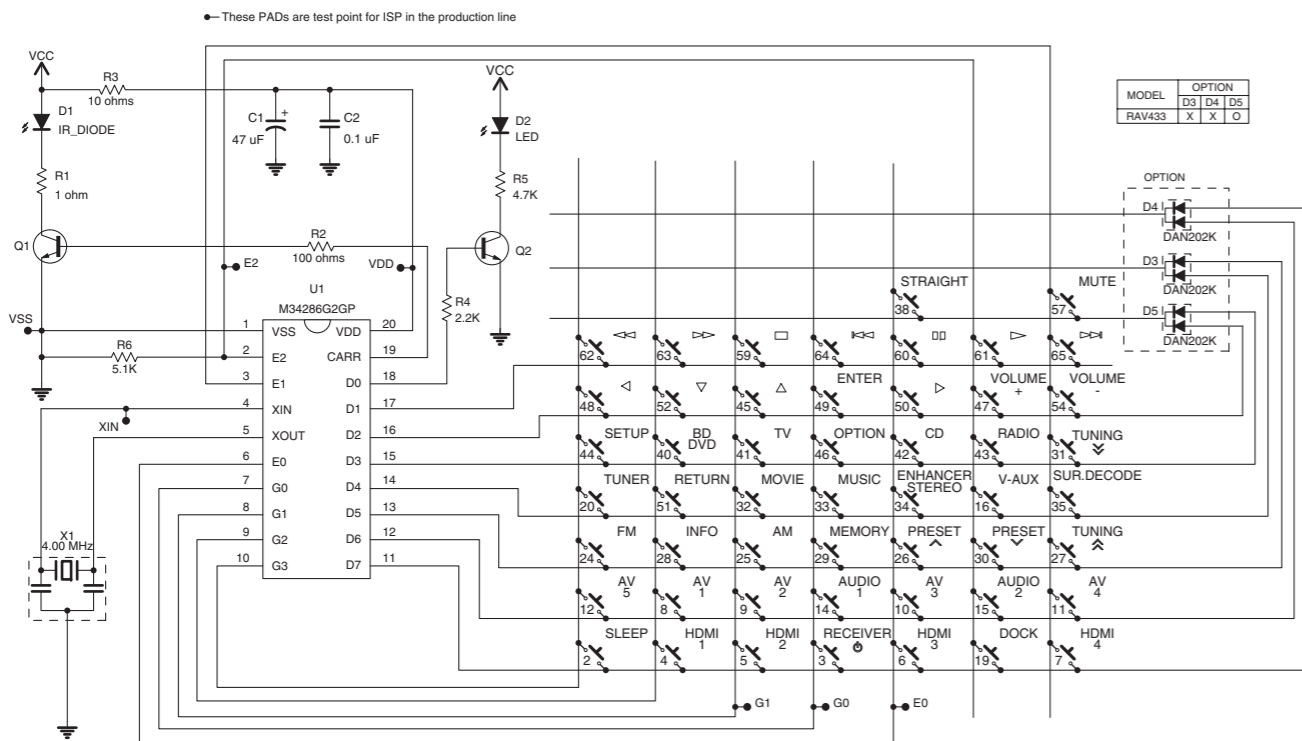 These PADs are test point for ISP in the production line
VCC
R3
10 ohms
D1
IR_DIODE
C1
+
47 uF
C2
0.1 uF
VCC
D2
LED
R1
1 ohm
R5
4.7K
Q1
R2
100 ohms
E2
VDD
Q2
R4
2.2K
U1
M34286G2GP
VSS
R6
5.1K
1 VSS VDD 20
2 E2 CARR 19
3 E1 D0 18
4 XIN D1 17
5 XOUT D2 16
6 E0 D3 15
7 G0 D4 14
8 G1 D5 13
9 G2 D6 12
10 G3 D7 11
XIN
X1
4.00 MHz
MODEL OPTION
D3 D4 D5
RAV433 X X O
OPTION
D4
DAN202K
D3
DAN202K
D5
DAN202K
STRAIGHT MUTE
38 57
62 63 59 64 60 61 65
ENTER VOLUME + VOLUME -
48 52 45 49 50 47 54
SETUP BD DVD TV OPTION CD RADIO TUNING
44 40 41 46 42 43 31
TUNER RETURN MOVIE MUSIC ENHANCER STEREO V-AUX SUR.DECODE
20 51 32 33 34 16 35
FM INFO AM MEMORY PRESET PRESET TUNING
24 28 25 29 26 30 27
AV 5 AV 1 AV 2 AUDIO 1 AV 3 AUDIO 2 AV 4
12 8 9 14 10 15 11
SLEEP HDMI 1 HDMI 2 RECEIVER HDMI 3 DOCK HDMI 4
2 4 5 3 6 19 7
G1 G0 E0